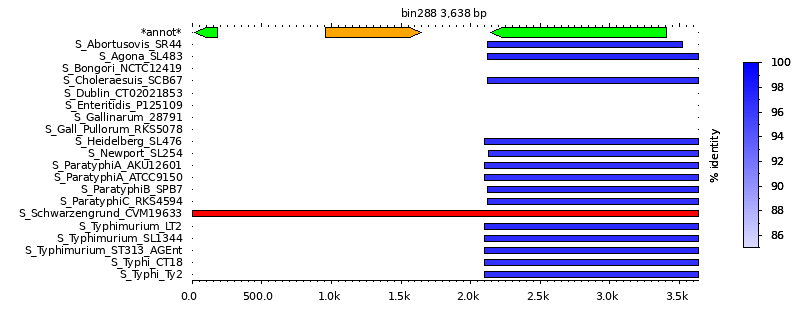 bin288 3,638 bp
*annot*
S_Abortusovis_SR44
S_Agona_SL483
S_Bongori_NCTC12419
S_Choleraesuis_SCB67
S_Dublin_CT02021853
S_Enteritidis_P125109
S_Gallinarum_28791
S_Gall_Pullorum_RKS5078
S_Heidelberg_SL476
S_Newport_SL254
S_ParatyphiA_AKU12601
S_ParatyphiA_ATCC9150
S_ParatyphiB_SPB7
S_ParatyphiC_RKS4594
S_Schwarzengrund_CVM19633
S_Typhimurium_LT2
S_Typhimurium_SL1344
S_Typhimurium_ST313_AGEnt
S_Typhi_CT18
S_Typhi_Ty2
0.0 500.0 1.0k 1.5k 2.0k 2.5k 3.0k 3.5k
% identity
100
98
96
94
92
90
88
86